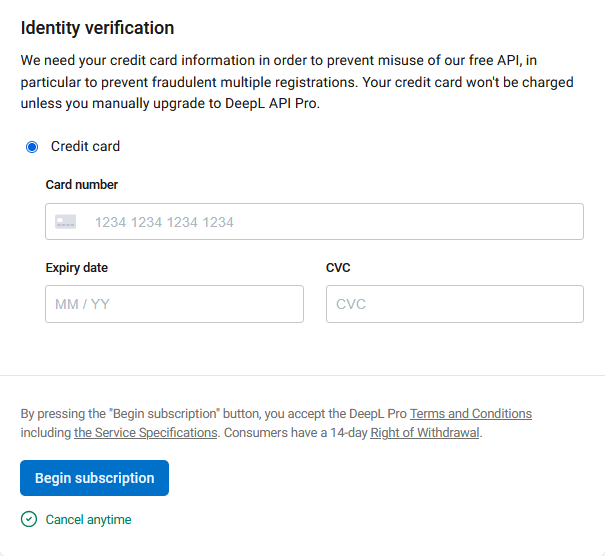 Identity verification
We need your credit card information in order to prevent misuse of our free API, in
particular to prevent fraudulent multiple registrations. Your credit card won't be charged
unless you manually upgrade to DeepL API Pro.
Credit card
Card number
1234 1234 1234 1234
Expiry date
CVC
MM / YY
CVC
By pressing the "Begin subscription" button, you accept the DeepL Pro Terms and Conditions
including the Service Specifications. Consumers have a 14-day Right of Withdrawal.
Begin subscription
Cancel anytime